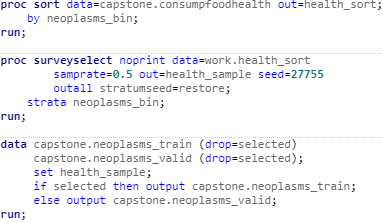 proc sort data=capstone.consumpfoodhealth out=health_sort;
by neoplasms_bin;
run;
proc surveyselect noprint data=work.health_sort
samprate=0.5 out=health_sample seed=27755
outall stratumseed=restore;
strata neoplasms_bin;
run;
data capstone.neoplasms_train (drop=selected)
capstone.neoplasms_valid (drop=selected);
set health_sample;
if selected then output capstone.neoplasms_train;
else output capstone.neoplasms_valid;
run;